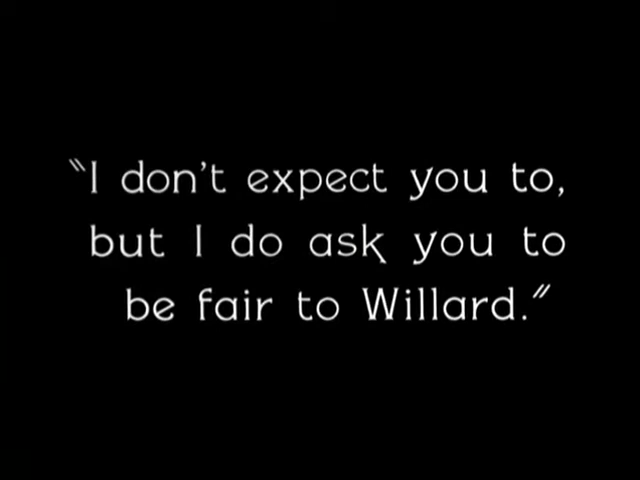 "I don't expect you to,
but I do ask you to
be fair to Willard."